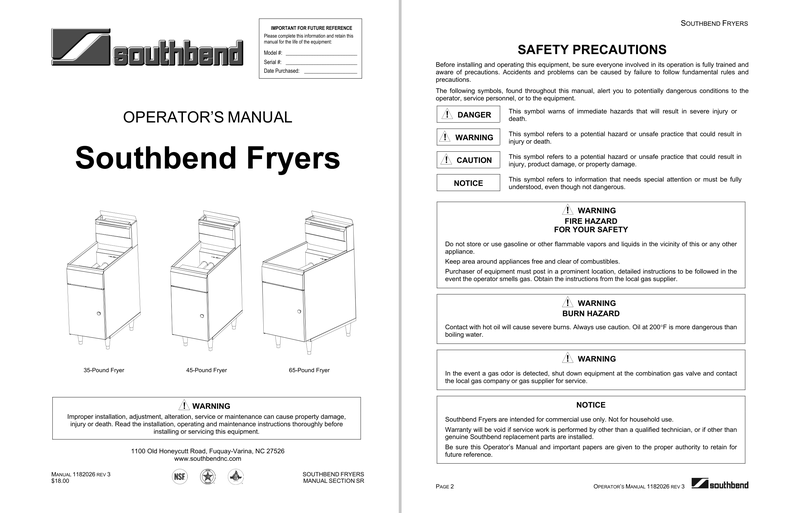 southbend
IMPORTANT FOR FUTURE REFERENCE
Please complete this information and retain this
manual for the life of the equipment:
Model #:
Serial #:
Date Purchased:
OPERATOR'S MANUAL
Southbend Fryers
35-Pound Fryer
45-Pound Fryer
65-Pound Fryer
WARNING
Improper installation, adjustment, alteration, service or maintenance can cause property damage,
injury or death. Read the installation, operating and maintenance instructions thoroughly before
installing or servicing this equipment.
1100 Old Honeycutt Road, Fuquay-Varina, NC 27526
www.southbendnc.com
MANUAL 1182026 REV 3
$18.00
NSF
SOUTHBEND FRYERS
MANUAL SECTION SR
SOUTHBEND FRYERS
SAFETY PRECAUTIONS
Before installing and operating this equipment, be sure everyone involved in its operation is fully trained and
aware of precautions. Accidents and problems can be caused by failure to follow fundamental rules and
precautions.
The following symbols, found throughout this manual, alert you to potentially dangerous conditions to the
operator, service personnel, or to the equipment.
DANGER
This symbol warns of immediate hazards that will result in severe injury or
death.
WARNING
This symbol refers to a potential hazard or unsafe practice that could result in
injury or death.
CAUTION
This symbol refers to a potential hazard or unsafe practice that could result in
injury, product damage, or property damage.
NOTICE
This symbol refers to information that needs special attention or must be fully
understood, even though not dangerous.
WARNING
FIRE HAZARD
FOR YOUR SAFETY
Do not store or use gasoline or other flammable vapors and liquids in the vicinity of this or any other
appliance.
Keep area around appliances free and clear of combustibles.
Purchaser of equipment must post in a prominent location, detailed instructions to be followed in the
event the operator smells gas. Obtain the instructions from the local gas supplier.
WARNING
BURN HAZARD
Contact with hot oil will cause severe burns. Always use caution. Oil at 200°F is more dangerous than
boiling water.
WARNING
In the event a gas odor is detected, shut down equipment at the combination gas valve and contact
the local gas company or gas supplier for service.
NOTICE
Southbend Fryers are intended for commercial use only. Not for household use.
Warranty will be void if service work is performed by other than a qualified technician, or if other than
genuine Southbend replacement parts are installed.
Be sure this Operator's Manual and important papers are given to the proper authority to retain for
future reference.
PAGE 2
OPERATOR'S MANUAL 1182026 REV 3
southbend